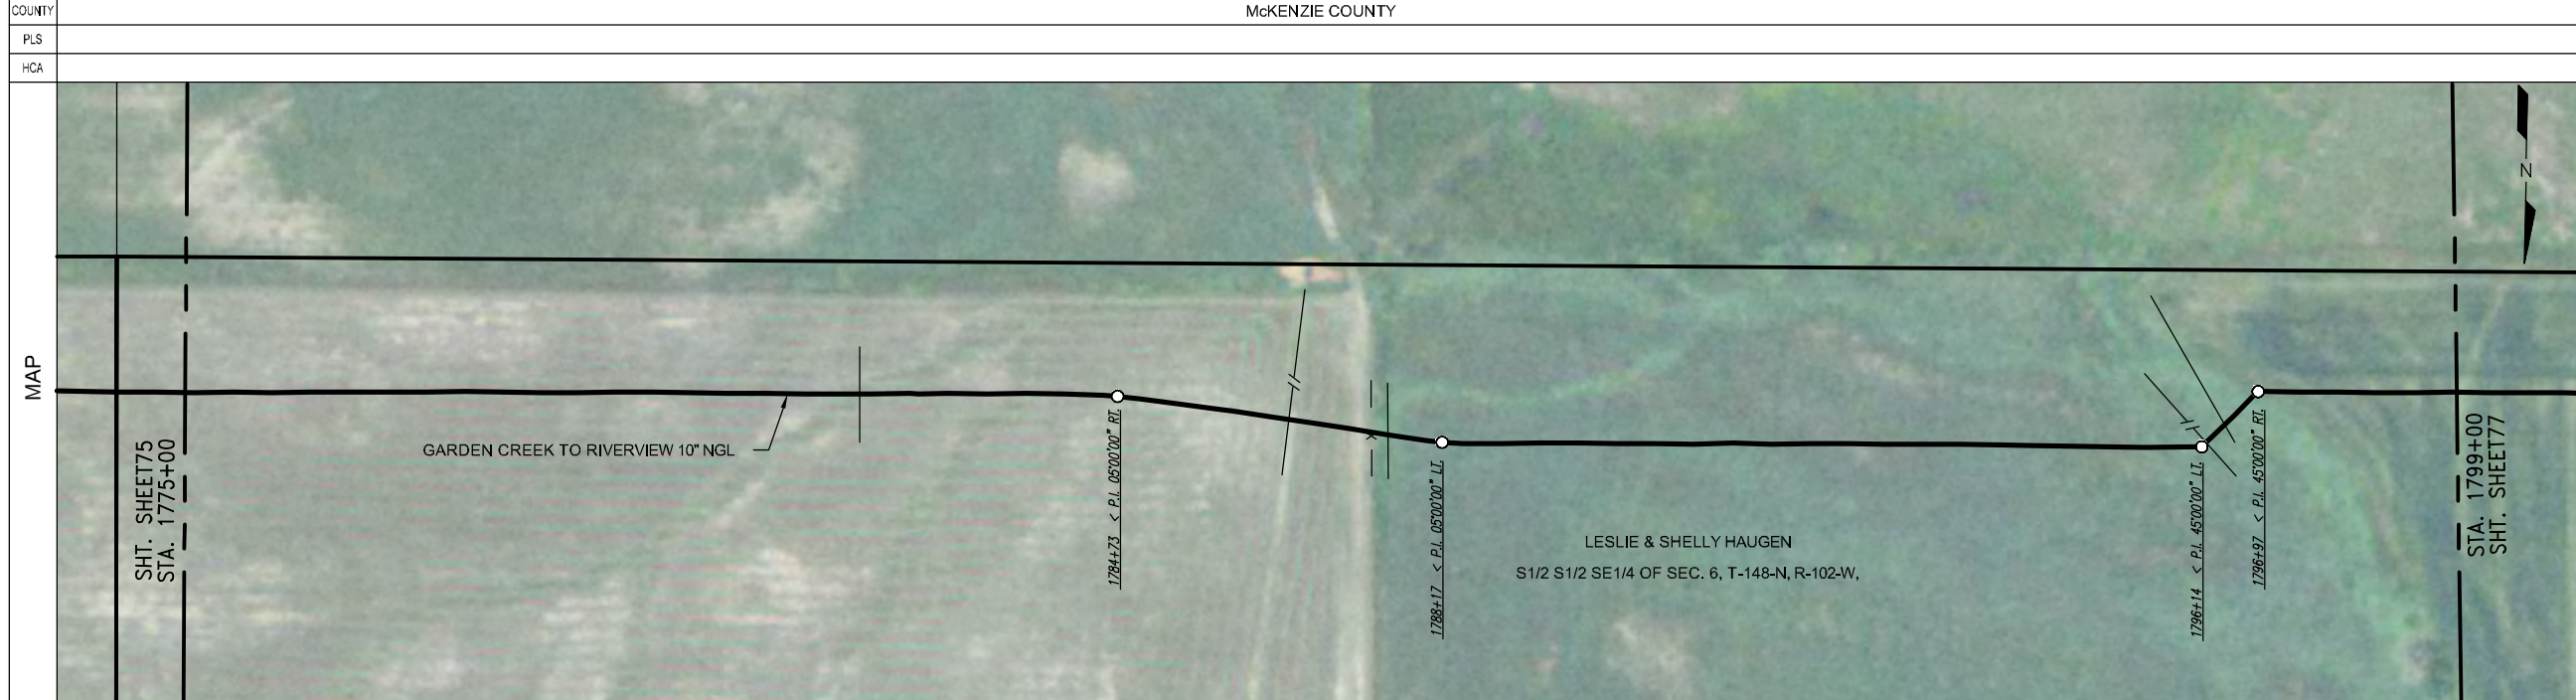 COUNTY
McKENZIE COUNTY
PLS
HCA
MAP
N
SHT. SHEET75
STA. 1775+00
GARDEN CREEK TO RIVERVIEW 10" NGL
1784+73 < P.I. 05°00'00" RT.
X
1788+17 < P.I. 05°00'00" LT.
LESLIE & SHELLY HAUGEN
S1/2 S1/2 SE1/4 OF SEC. 6, T-148-N, R-102-W,
1796+14 < P.I. 45°00'00" LT.
1796+97 < P.I. 45°00'00" RT.
STA. 1799+00
SHT. SHEET77